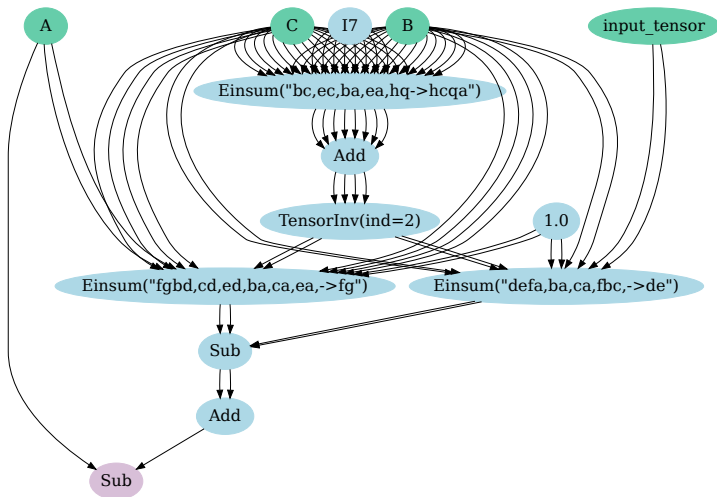 A
C
I7
B
input_tensor
Einsum("bc,ec,ba,ea,hq->hcqa")
Add
TensorInv(ind=2)
1.0
Einsum("fgbd,cd,ed,ba,ca,ea,->fg")
Einsum("defa,ba,ca,fbc,->de")
Sub
Add
Sub